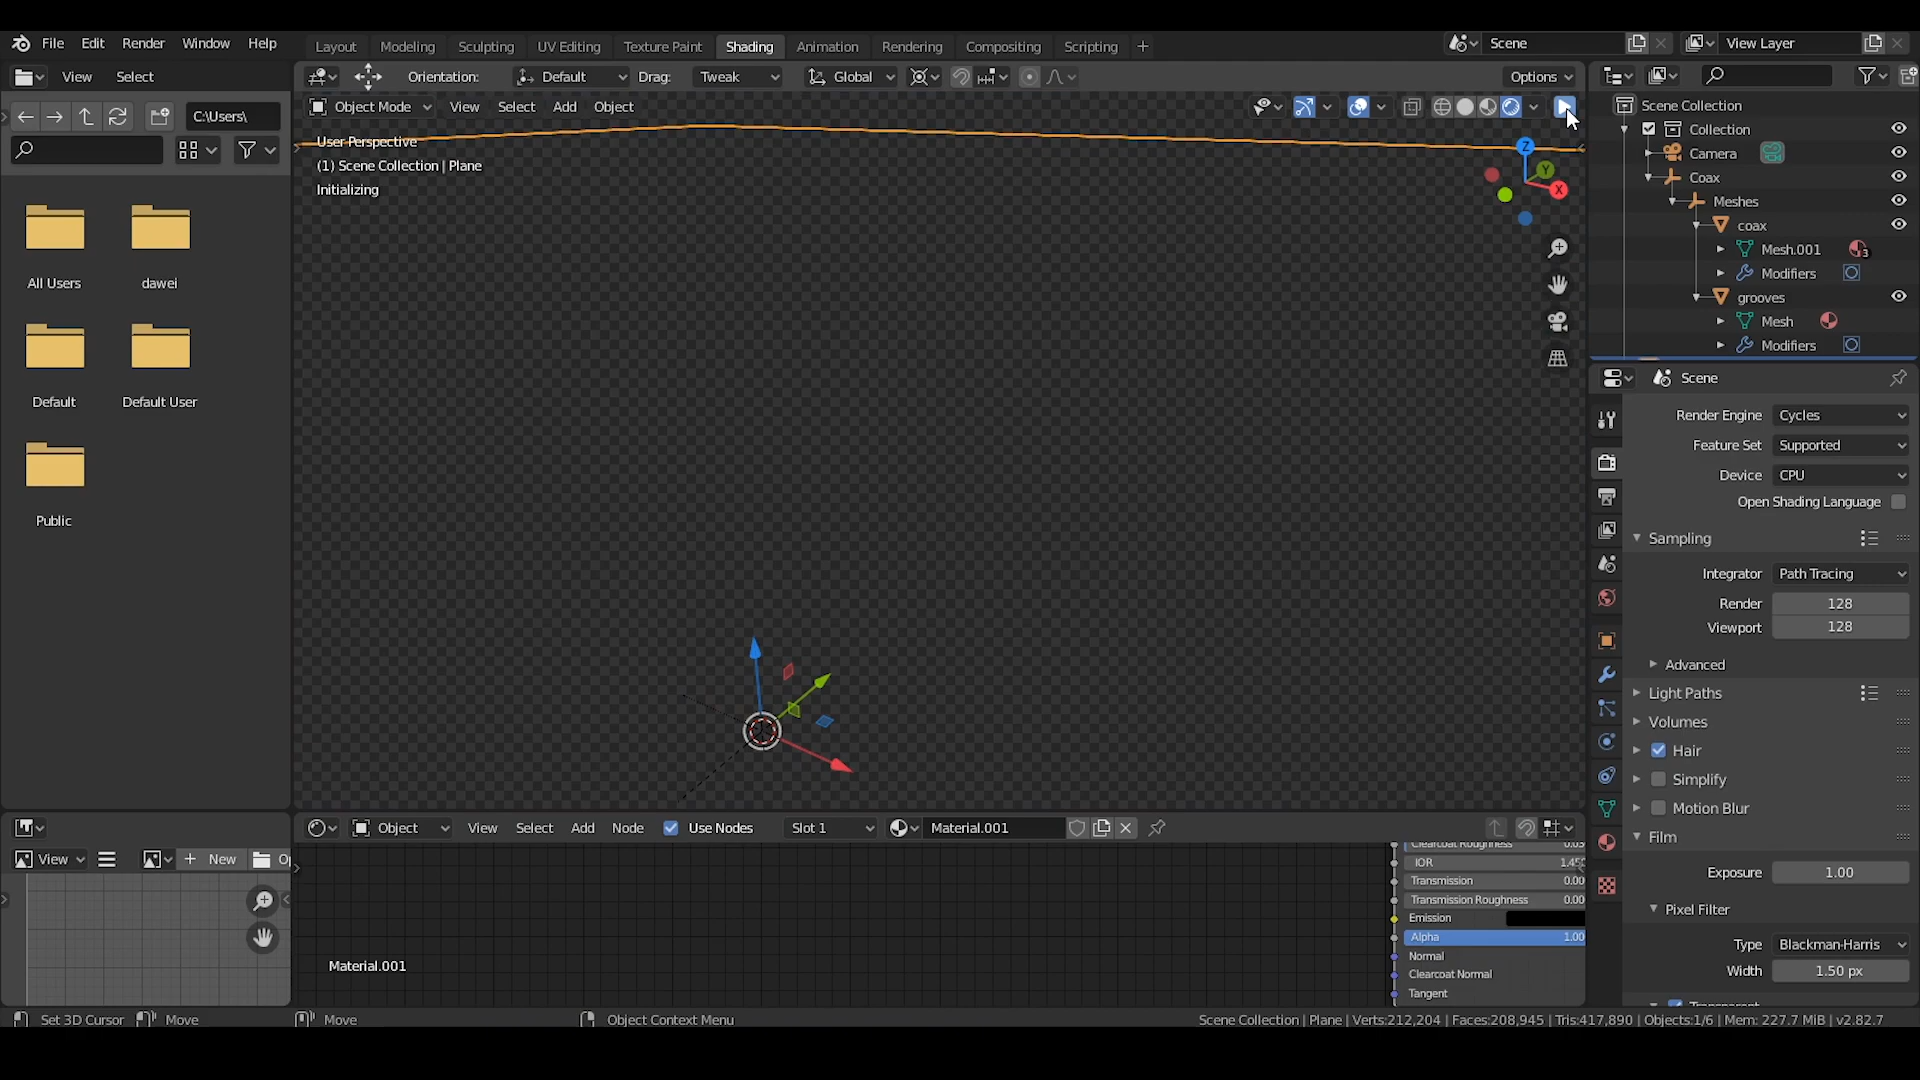 File Edit Render Window Help
Layout Modeling Sculpting UV Editing Texture Paint Shading Animation Rendering Compositing Scripting +
Scene
View Layer
View Select
Orientation: Default Drag: Tweak Global
Options
C:\Users\
Object Mode View Select Add Object
User Perspective
(1) Scene Collection | Plane
Initializing
Z
Y
X
All Users
dawei
Default
Default User
Public
Scene Collection
Collection
Camera
Coax
Meshes
coax
Mesh.001
3
Modifiers
grooves
Mesh
Modifiers
Scene
Render Engine Cycles
Feature Set Supported
Device CPU
Open Shading Language
Sampling
Integrator Path Tracing
Render 128
Viewport 128
Advanced
Light Paths
Volumes
Hair
Simplify
Motion Blur
Film
Exposure 1.00
Pixel Filter
Type Blackman-Harris
Width 1.50 px
Transparent
Object View Select Add Node Use Nodes Slot 1 Material.001
View
New
Clearcoat Roughness 0.03
IOR 1.45
Transmission 0.00
Transmission Roughness 0.00
Emission
Alpha 1.00
Normal
Clearcoat Normal
Tangent
Material.001
Set 3D Cursor Move Move Object Context Menu
Scene Collection | Plane | Verts:212,204 | Faces:208,945 | Tris:417,890 | Objects:1/6 | Mem: 227.7 MiB | v2.82.7